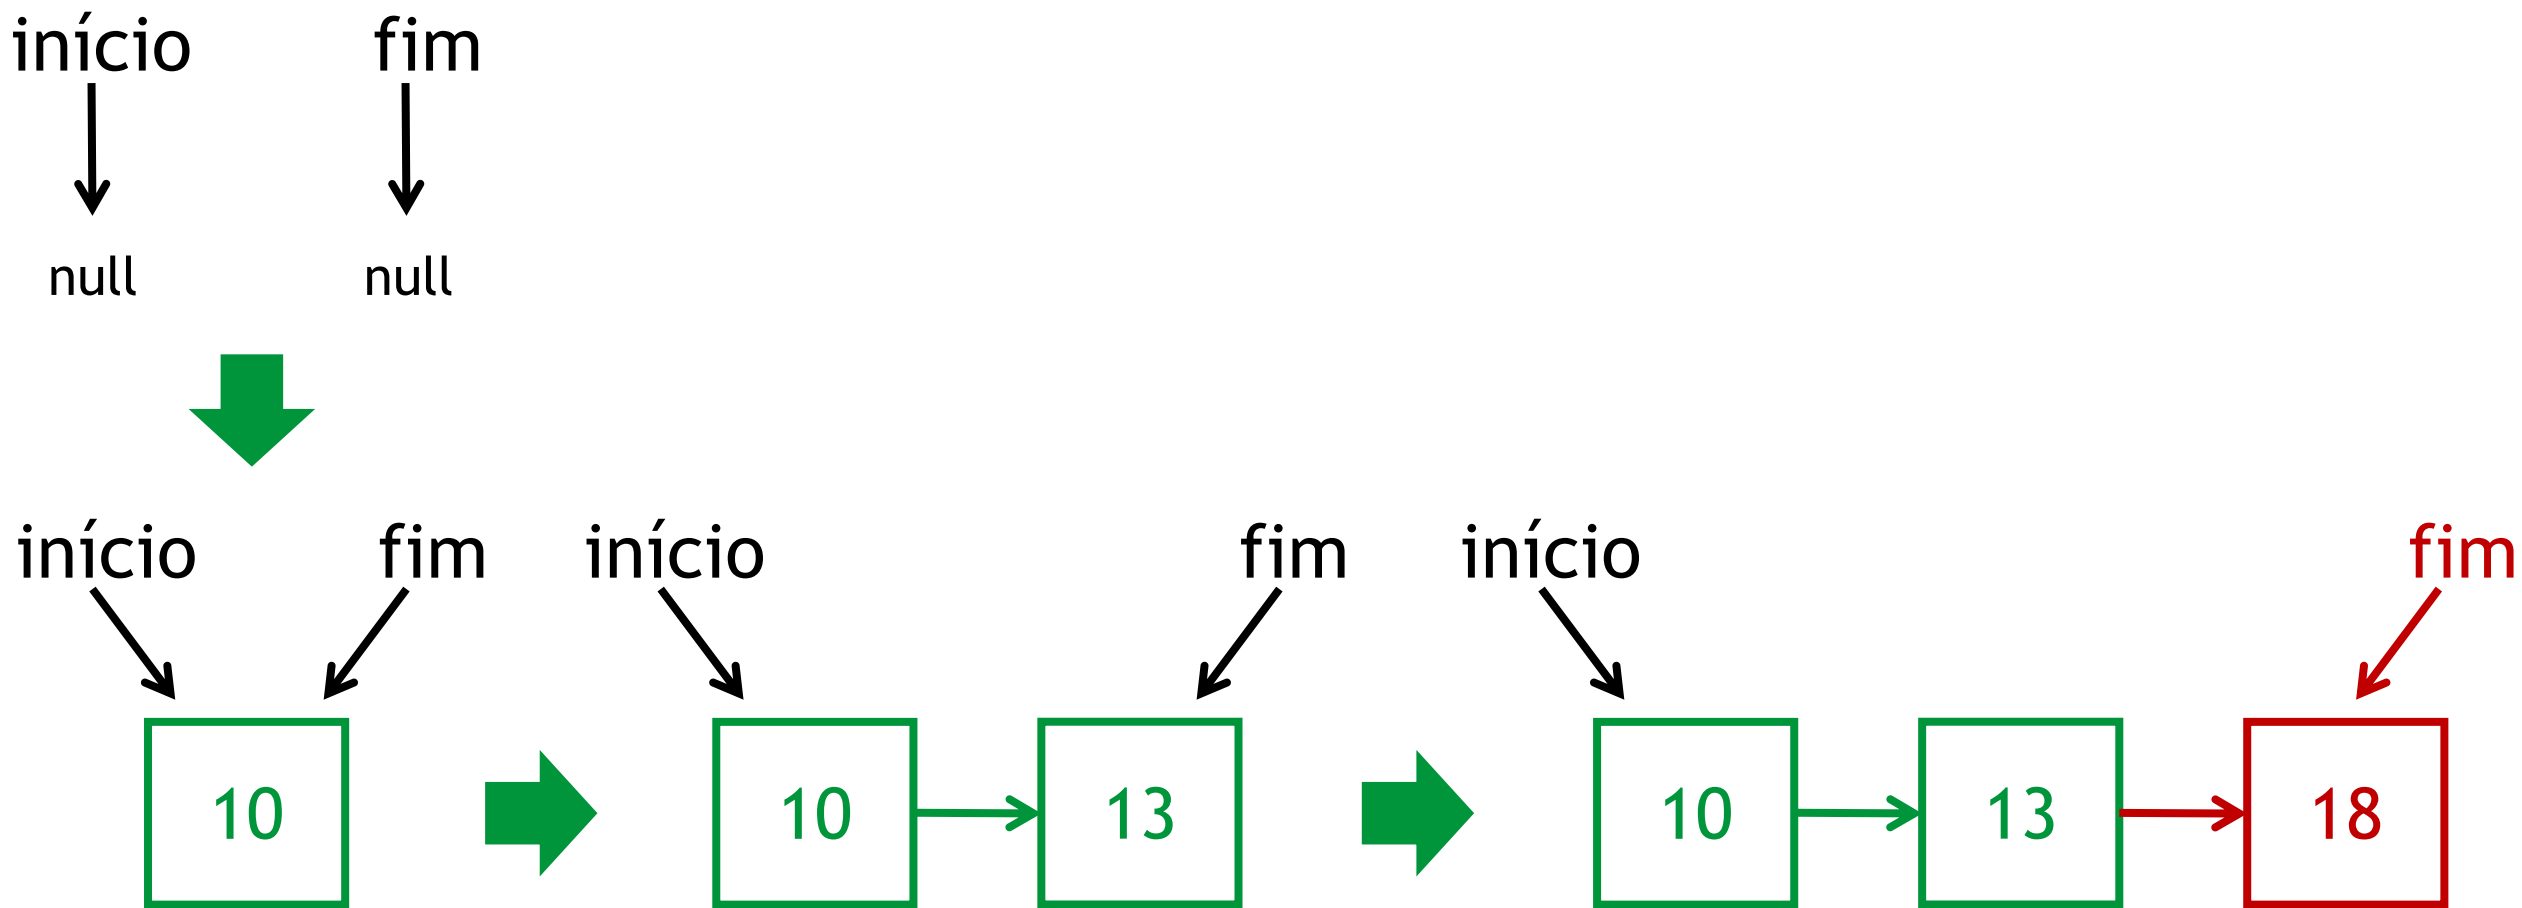 início fim
null null
início fim início fim início fim
10 10 13 10 13 18